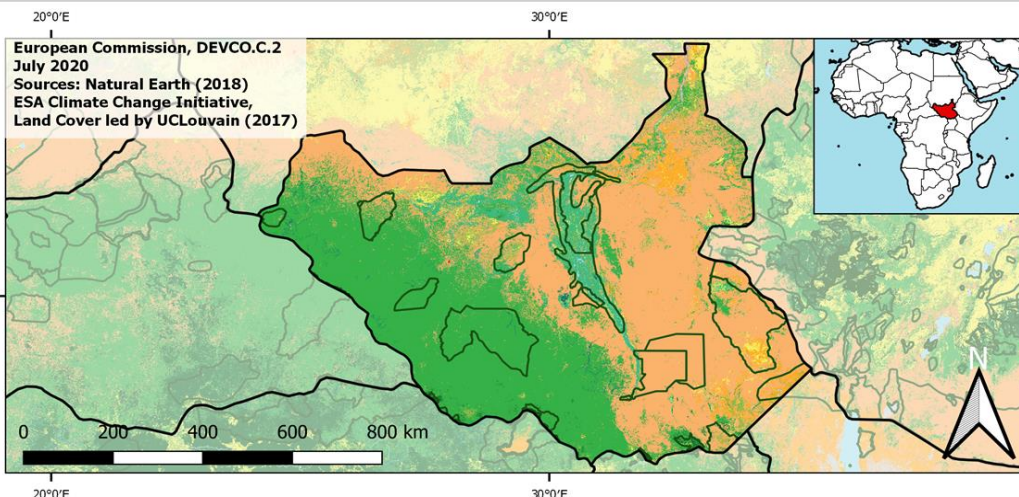 20°0′E 30°0′E
European Commission, DEVCO.C.2
July 2020
Sources: Natural Earth (2018)
ESA Climate Change Initiative,
Land Cover led by UCLouvain (2017)
N
0 200 400 600 800 km
20°0′E 30°0′E